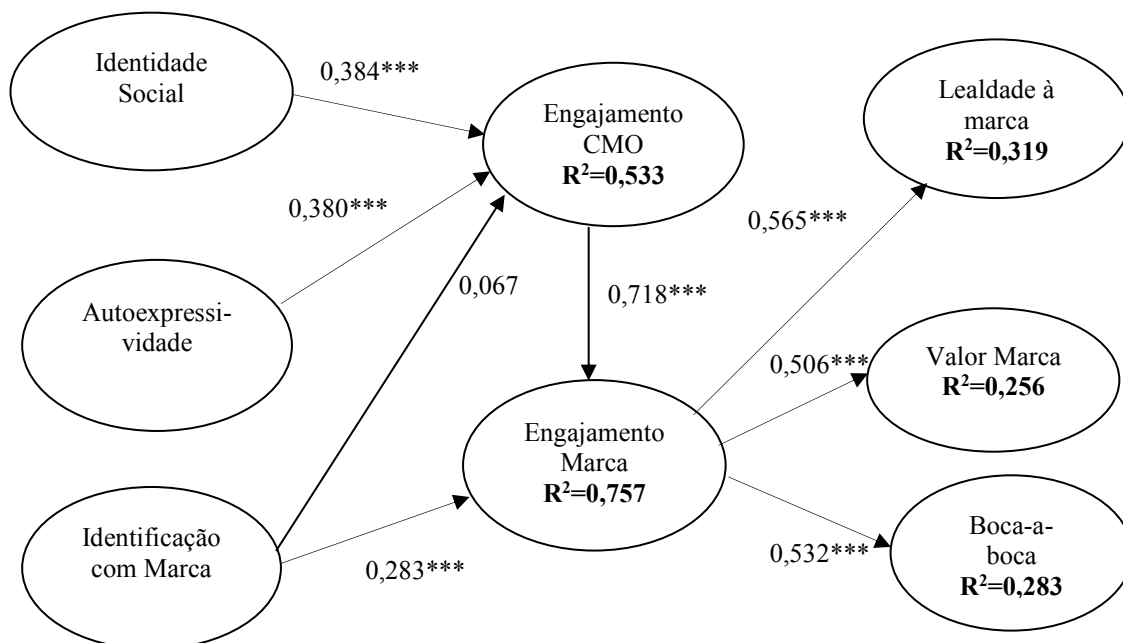 Identidade
Social
0,384***
Engajamento
CMO
R²=0,533
Lealdade à
marca
R²=0,319
0,380***
0,565***
Autoexpressi-
vidade
0,067
0,718***
Valor Marca
R²=0,256
0,506***
Engajamento
Marca
R²=0,757
Identificação
com Marca
0,283***
0,532***
Boca-a-
boca
R²=0,283